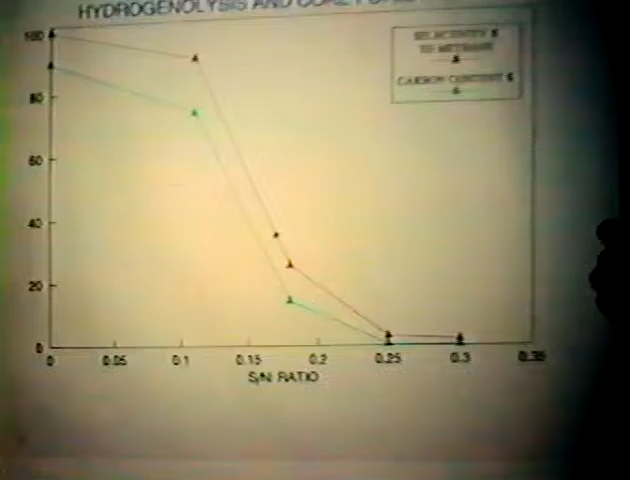 HYDROGENOLYSIS AND
SELECTIVITY %
TO METHANE
CARBON CONTENT %
100
80
60
40
20
0
0 0.05 0.1 0.15 0.2 0.25 0.3 0.35
S/Ni RATIO